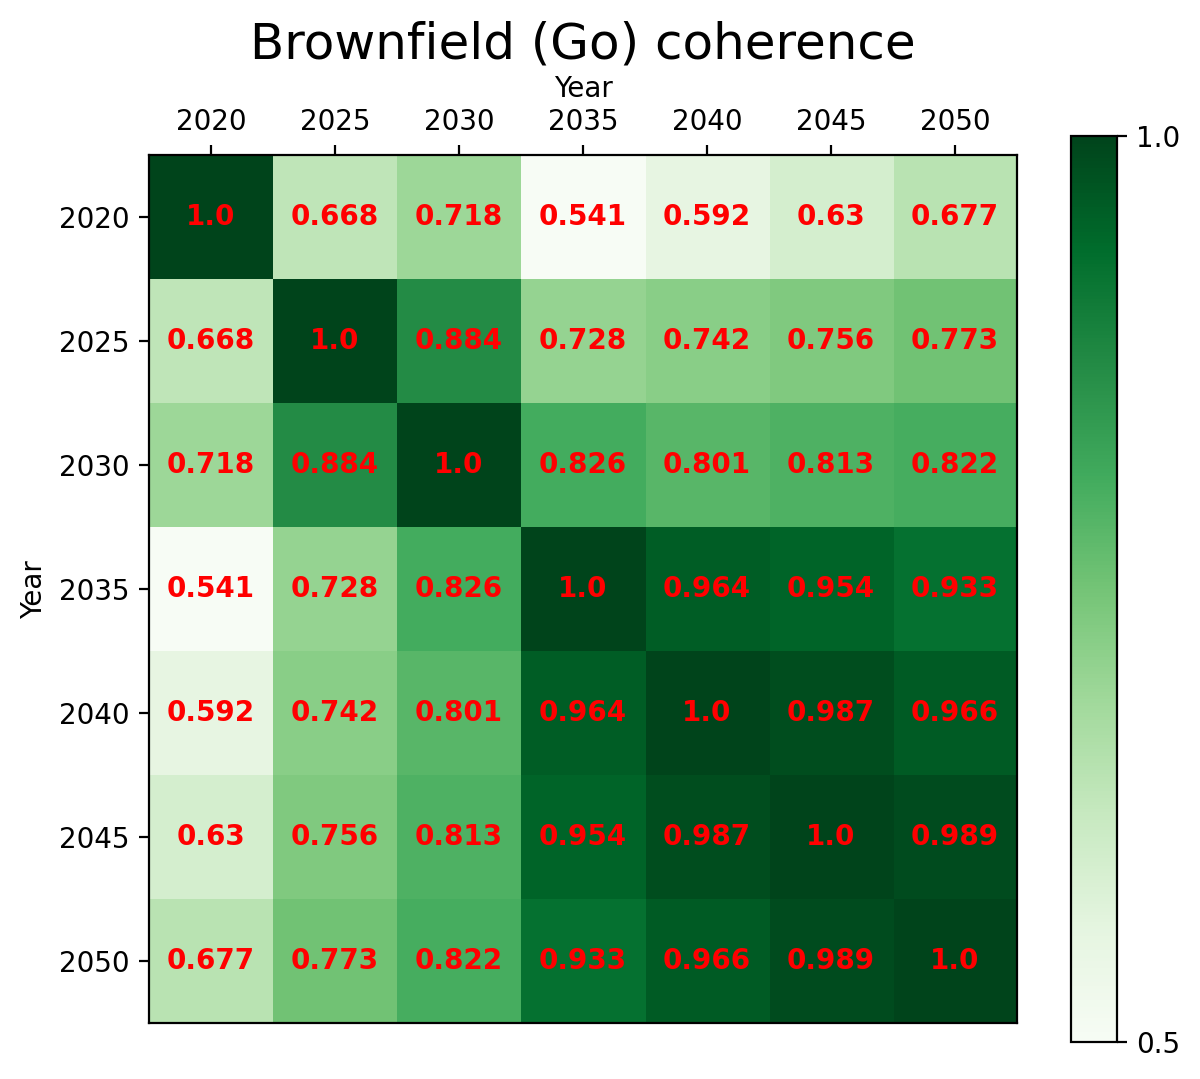 Brownfield (Go) coherence
Year
2020 2025 2030 2035 2040 2045 2050
1.0
2020 1.0 0.668 0.718 0.541 0.592 0.63 0.677
2025 0.668 1.0 0.884 0.728 0.742 0.756 0.773
2030 0.718 0.884 1.0 0.826 0.801 0.813 0.822
Year
2035 0.541 0.728 0.826 1.0 0.964 0.954 0.933
2040 0.592 0.742 0.801 0.964 1.0 0.987 0.966
2045 0.63 0.756 0.813 0.954 0.987 1.0 0.989
2050 0.677 0.773 0.822 0.933 0.966 0.989 1.0
0.5